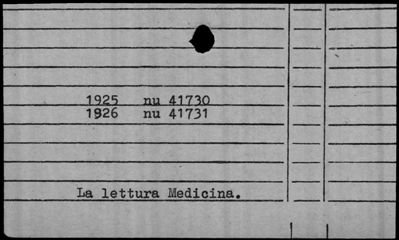 1925 nu 41730
1926 nu 41731
La lettura Medicina.